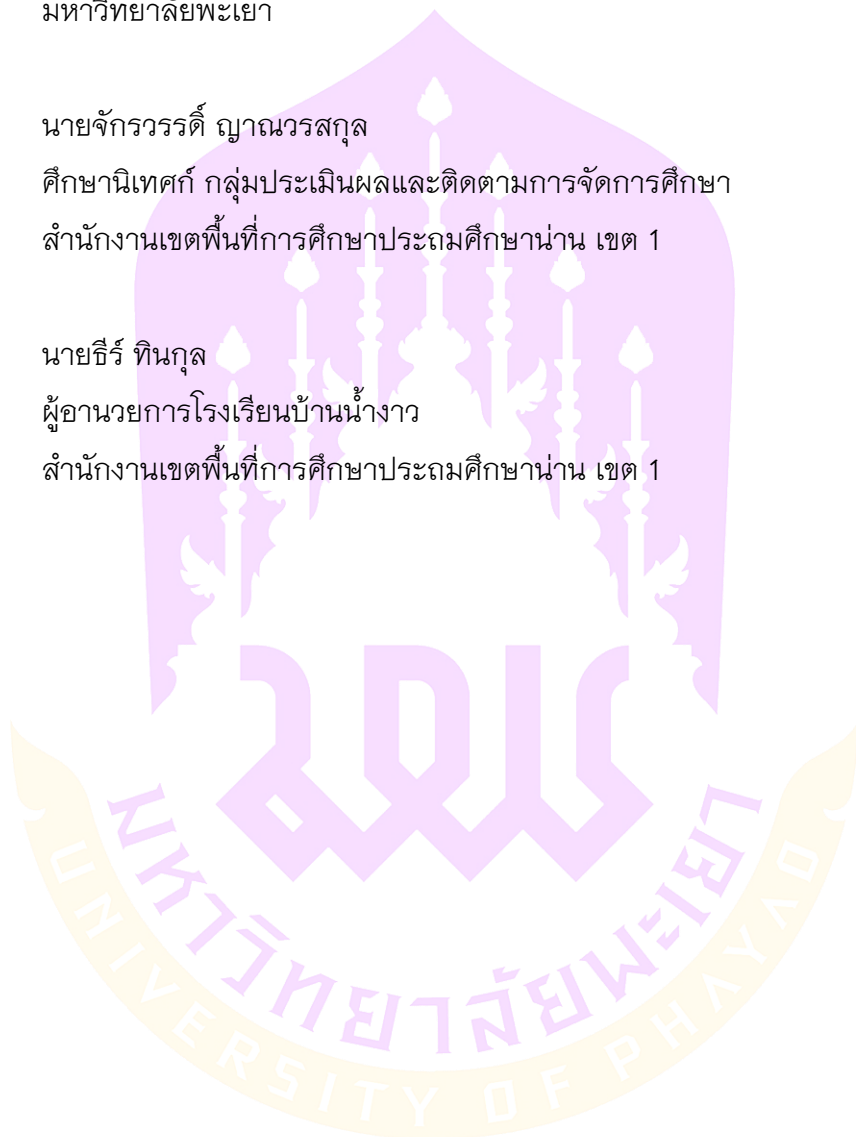 มหาวิทยาลัยพะเยา
นายจักรวรรดิ์ ญาณวรสกุล
ศึกษานิเทศก์ กลุ่มประเมินผลและติดตามการจัดการศึกษา
สำนักงานเขตพื้นที่การศึกษาประถมศึกษาน่าน เขต 1
นายธีร์ ทินกุล
ผู้อานวยการโรงเรียนบ้านน้ำงาว
สำนักงานเขตพื้นที่การศึกษาประถมศึกษาน่าน เขต 1
มพ
มหาวิทยาลัยพะเยา
UNIVERSITY OF PHAYAO